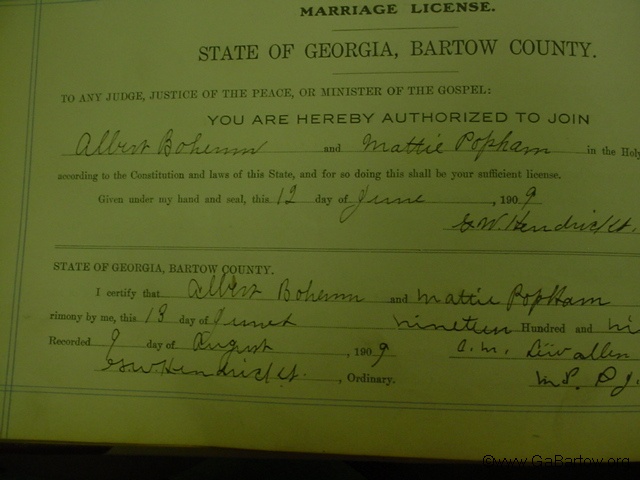 MARRIAGE LICENSE.
STATE OF GEORGIA, BARTOW COUNTY.
TO ANY JUDGE, JUSTICE OF THE PEACE, OR MINISTER OF THE GOSPEL:
YOU ARE HEREBY AUTHORIZED TO JOIN
Albert Bohenn and Mattie Popham in the Holy
according to the Constitution and laws of this State, and for so doing this shall be your sufficient license.
Given under my hand and seal, this 12 day of June , 1909
G.W. Hendricks
STATE OF GEORGIA, BARTOW COUNTY.
I certify that Albert Bohenn and Mattie Popham
rimony by me, this 13 day of June nineteen Hundred and
Recorded 9 day of August , 1909 C. M.
G.W. Hendricks , Ordinary.
©www.GaBartow.org